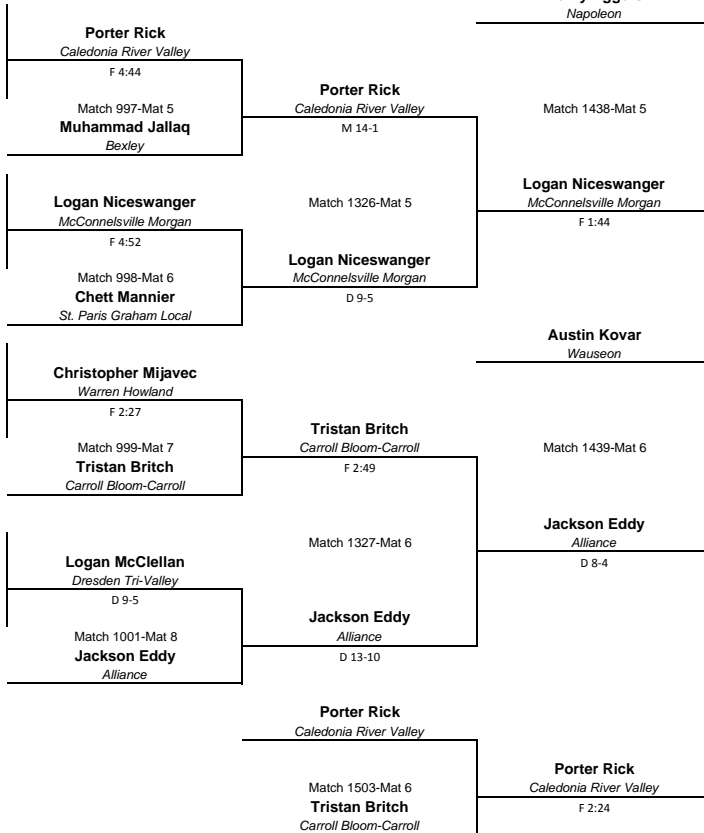 Napoleon
Porter Rick
Caledonia River Valley
F 4:44
Match 997-Mat 5
Muhammad Jallaq
Bexley
Porter Rick
Caledonia River Valley
M 14-1
Match 1438-Mat 5
Logan Niceswanger
McConnelsville Morgan
F 4:52
Match 998-Mat 6
Chett Mannier
St. Paris Graham Local
Match 1326-Mat 5
Logan Niceswanger
McConnelsville Morgan
D 9-5
Logan Niceswanger
McConnelsville Morgan
F 1:44
Austin Kovar
Wauseon
Christopher Mijavec
Warren Howland
F 2:27
Match 999-Mat 7
Tristan Britch
Carroll Bloom-Carroll
Tristan Britch
Carroll Bloom-Carroll
F 2:49
Match 1439-Mat 6
Logan McClellan
Dresden Tri-Valley
D 9-5
Match 1001-Mat 8
Jackson Eddy
Alliance
Match 1327-Mat 6
Jackson Eddy
Alliance
D 13-10
Jackson Eddy
Alliance
D 8-4
Porter Rick
Caledonia River Valley
Match 1503-Mat 6
Tristan Britch
Carroll Bloom-Carroll
Porter Rick
Caledonia River Valley
F 2:24